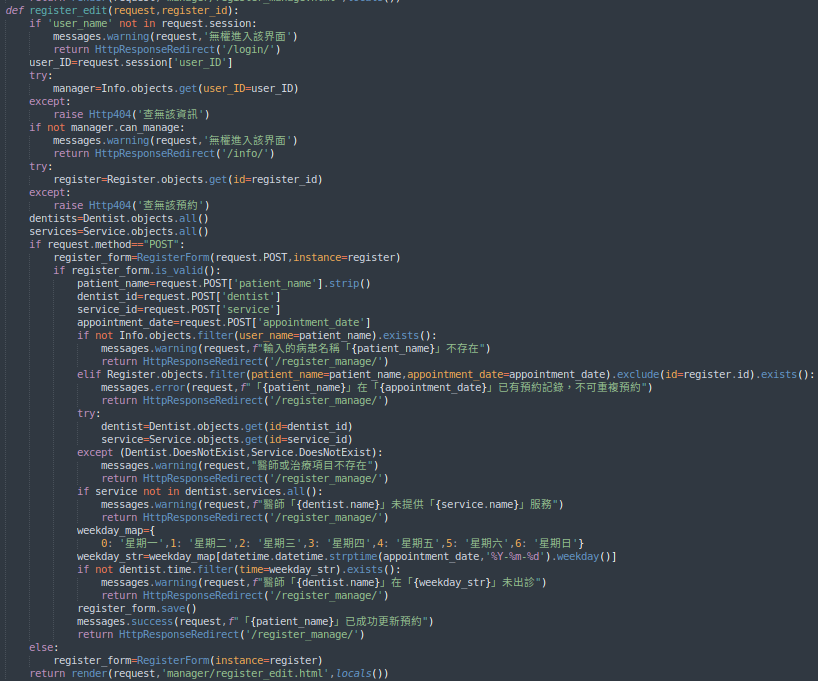 def register_edit(request,register_id):
    if 'user_name' not in request.session:
        messages.warning(request,'無權進入該界面')
        return HttpResponseRedirect('/login/')
    user_ID=request.session['user_ID']
    try:
        manager=Info.objects.get(user_ID=user_ID)
    except:
        raise Http404('查無該資訊')
    if not manager.can_manage:
        messages.warning(request,'無權進入該界面')
        return HttpResponseRedirect('/info/')
    try:
        register=Register.objects.get(id=register_id)
    except:
        raise Http404('查無該預約')
    dentists=Dentist.objects.all()
    services=Service.objects.all()
    if request.method=="POST":
        register_form=RegisterForm(request.POST,instance=register)
        if register_form.is_valid():
            patient_name=request.POST['patient_name'].strip()
            dentist_id=request.POST['dentist']
            service_id=request.POST['service']
            appointment_date=request.POST['appointment_date']
            if not Info.objects.filter(user_name=patient_name).exists():
                messages.warning(request,f"輸入的病患名稱「{patient_name}」不存在")
                return HttpResponseRedirect('/register_manage/')
            elif Register.objects.filter(patient_name=patient_name,appointment_date=appointment_date).exclude(id=register.id).exists():
                messages.error(request,f"「{patient_name}」在「{appointment_date}」已有預約記錄，不可重複預約")
                return HttpResponseRedirect('/register_manage/')
            try:
                dentist=Dentist.objects.get(id=dentist_id)
                service=Service.objects.get(id=service_id)
            except (Dentist.DoesNotExist,Service.DoesNotExist):
                messages.warning(request,"醫師或治療項目不存在")
                return HttpResponseRedirect('/register_manage/')
            if service not in dentist.services.all():
                messages.warning(request,f"醫師「{dentist.name}」未提供「{service.name}」服務")
                return HttpResponseRedirect('/register_manage/')
            weekday_map={
                0: '星期一',1: '星期二',2: '星期三',3: '星期四',4: '星期五',5: '星期六',6: '星期日'}
            weekday_str=weekday_map[datetime.datetime.strptime(appointment_date,'%Y-%m-%d').weekday()]
            if not dentist.time.filter(time=weekday_str).exists():
                messages.warning(request,f"醫師「{dentist.name}」在「{weekday_str}」未出診")
                return HttpResponseRedirect('/register_manage/')
            register_form.save()
            messages.success(request,f"「{patient_name}」已成功更新預約")
            return HttpResponseRedirect('/register_manage/')
    else:
        register_form=RegisterForm(instance=register)
    return render(request,'manager/register_edit.html',locals())